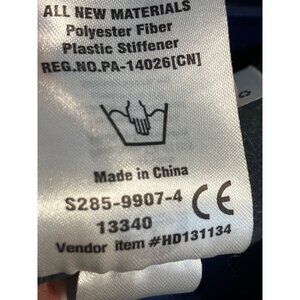 ALL NEW MATERIALS
Polyester Fiber
Plastic Stiffener
REG.NO.PA-14026[CN]
Made in China
S285-9907-4 CE
13340
Vendor item #HD131134